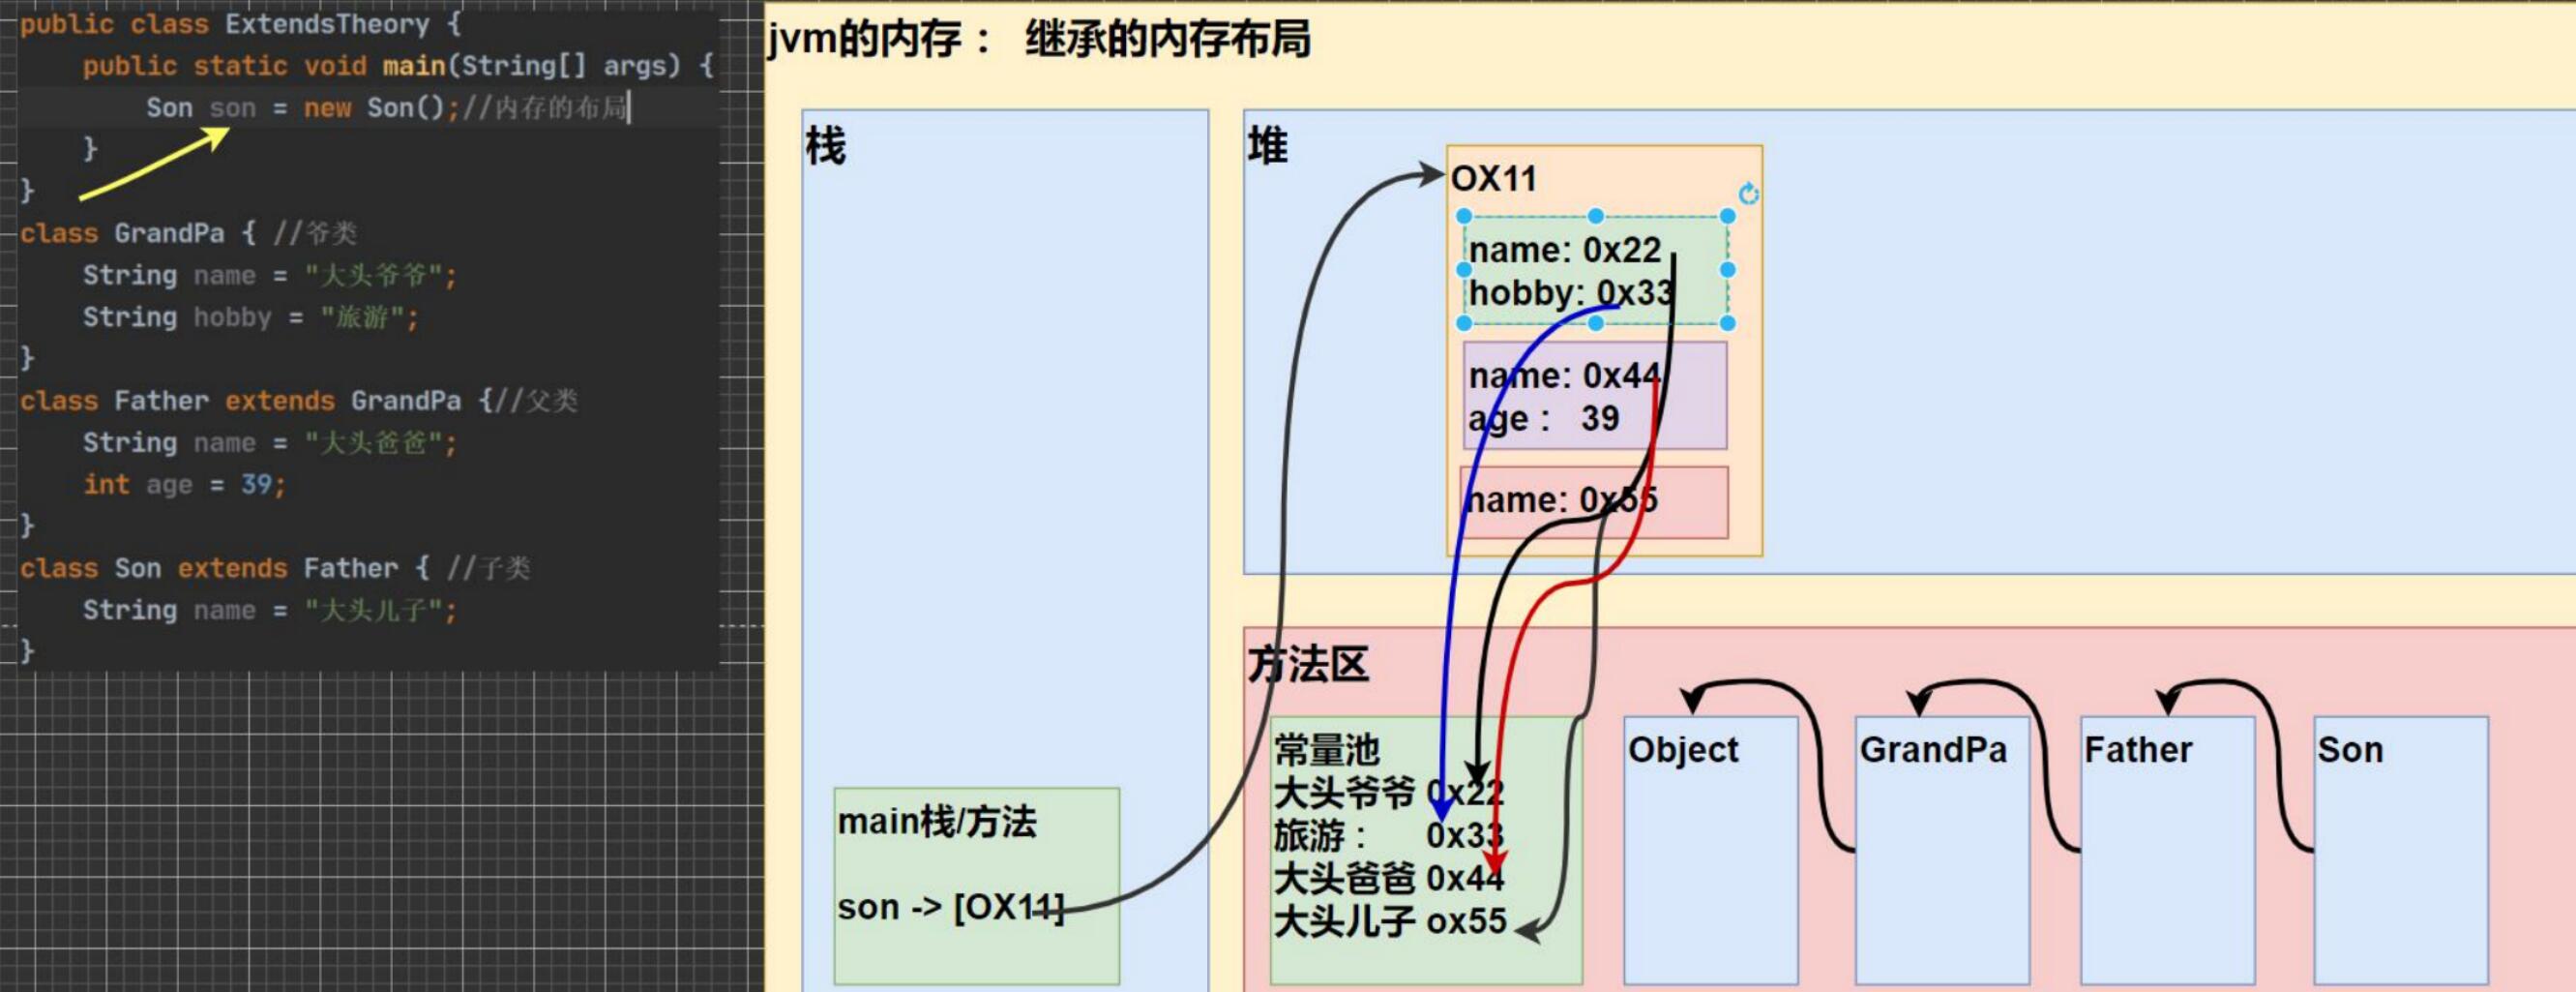 public class ExtendsTheory {
public static void main(String[] args) {
Son son = new Son();//内存的布局
}
}
class GrandPa { //爷类
String name = "大头爷爷";
String hobby = "旅游";
}
class Father extends GrandPa {//父类
String name = "大头爸爸";
int age = 39;
}
class Son extends Father { //子类
String name = "大头儿子";
}
jvm的内存： 继承的内存布局
栈
main栈/方法
son -> [OX11]
堆
OX11
name: 0x22
hobby: 0x33
name: 0x44
age： 39
name: 0x55
方法区
常量池
大头爷爷 0x22
旅游： 0x33
大头爸爸 0x44
大头儿子 ox55
Object
GrandPa
Father
Son